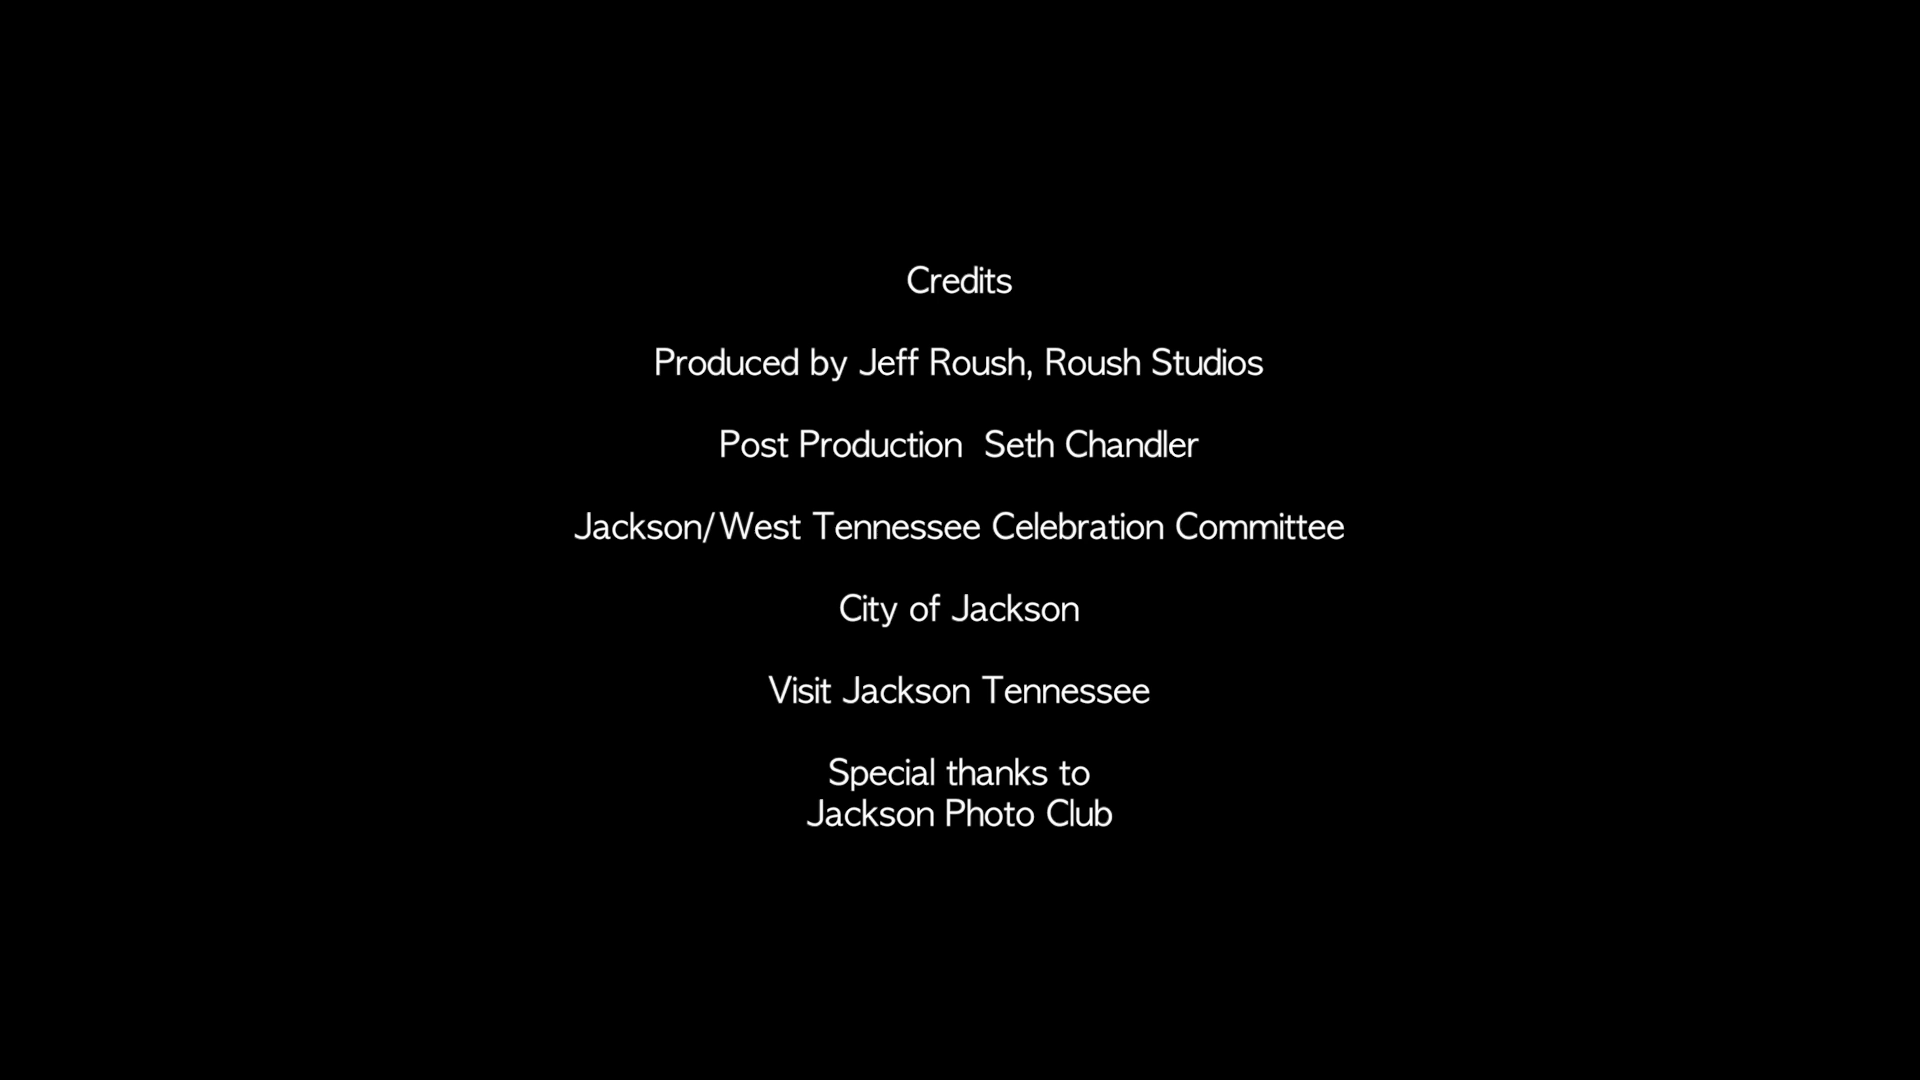 Credits
Produced by Jeff Roush, Roush Studios
Post Production  Seth Chandler
Jackson/West Tennessee Celebration Committee
City of Jackson
Visit Jackson Tennessee
Special thanks to
Jackson Photo Club